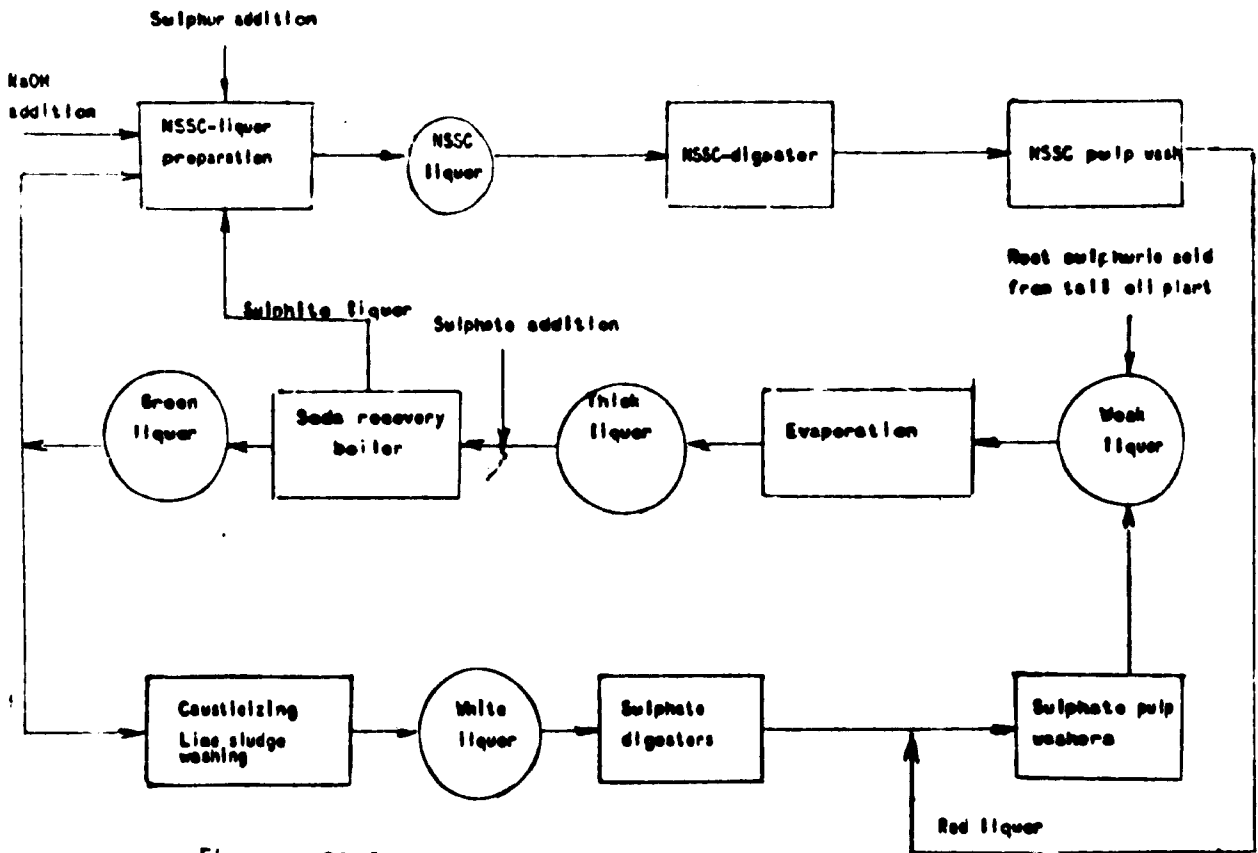 Sulphur addition
NaOH
addition
NSSC-liquor
preparation
NSSC
liquor
NSSC-digester
NSSC pulp wash
Rest sulphuric acid
from tall oil plant
Sulphite liquor
Sulphate addition
Green
liquor
Soda recovery
boiler
Thick
liquor
Evaporation
Weak
liquor
Causticizing
Lime sludge
washing
White
liquor
Sulphate
digesters
Sulphate pulp
washers
Red liquor